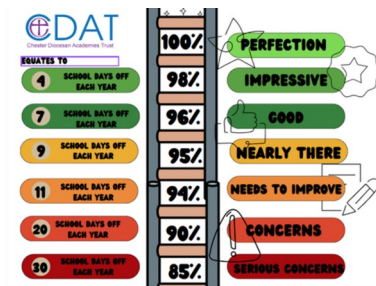 CDAT
Chester Diocesan Academies Trust
EQUATES TO
100%
PERFECTION
4
SCHOOL DAYS OFF
EACH YEAR
98%
IMPRESSIVE
7
SCHOOL DAYS OFF
EACH YEAR
96%
GOOD
9
SCHOOL DAYS OFF
EACH YEAR
95%
NEARLY THERE
11
SCHOOL DAYS OFF
EACH YEAR
94%
NEEDS TO IMPROVE
20
SCHOOL DAYS OFF
EACH YEAR
90%
CONCERNS
30
SCHOOL DAYS OFF
EACH YEAR
85%
SERIOUS CONCERNS